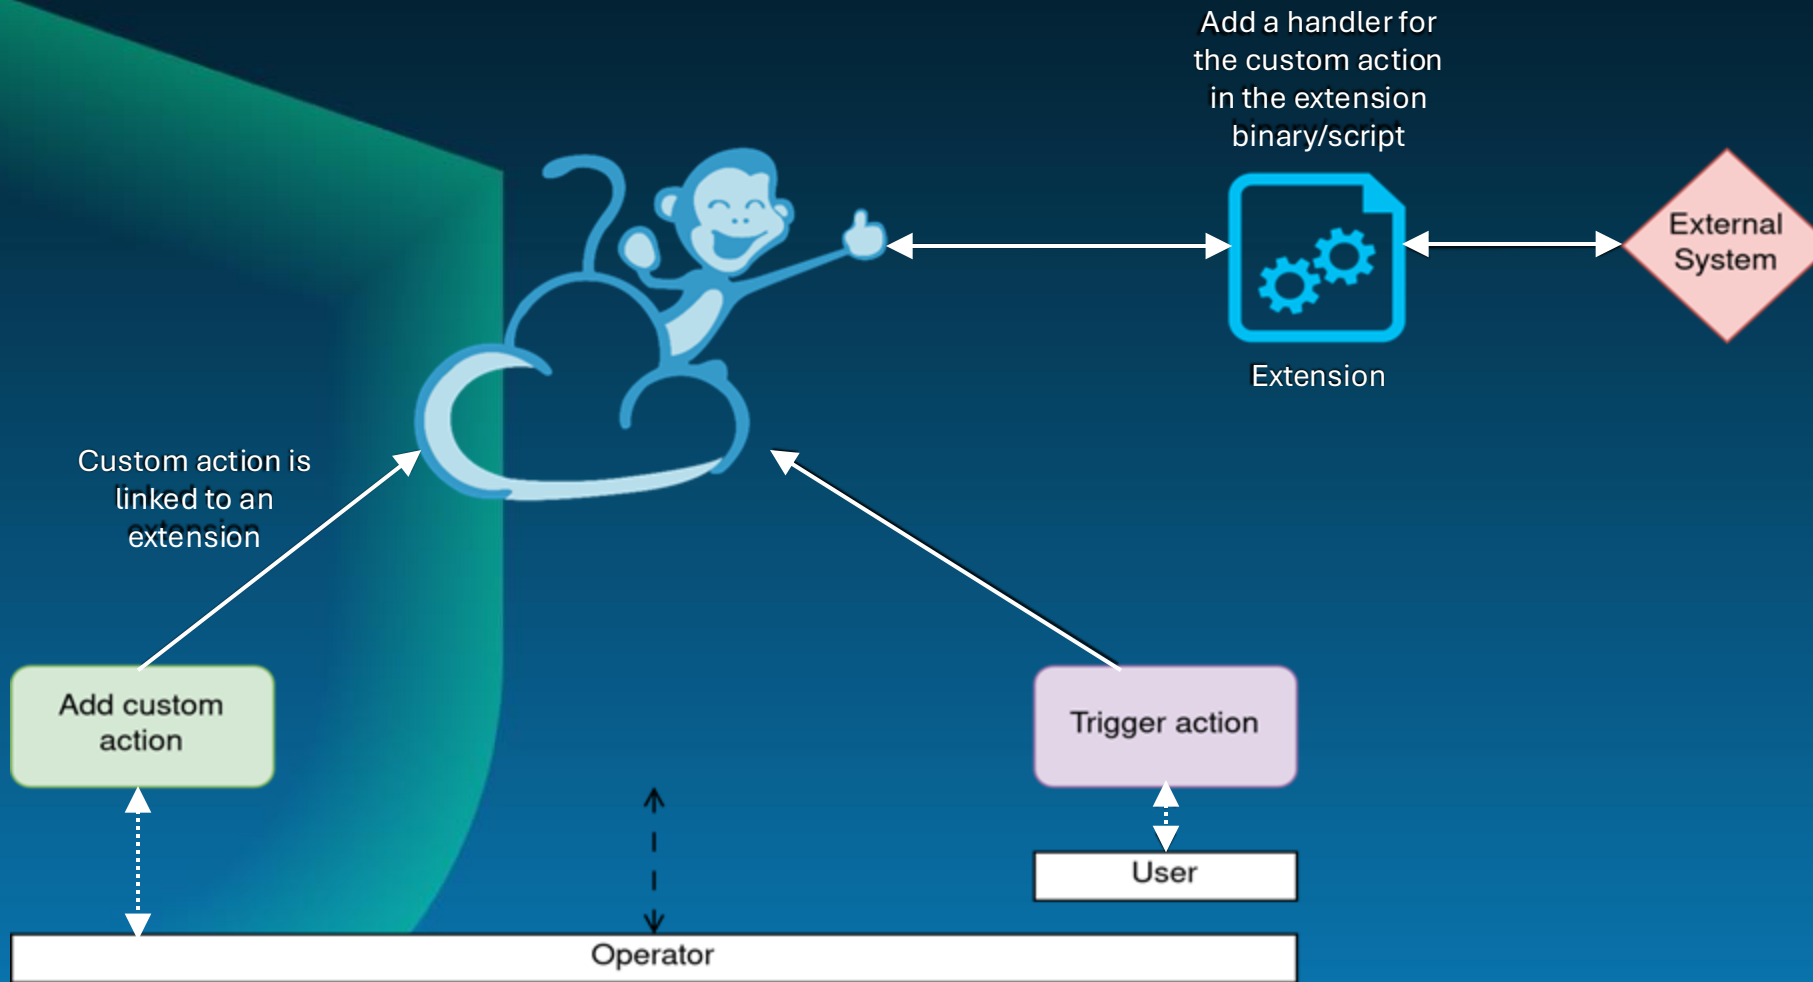 Add a handler for
the custom action
in the extension
binary/script
External
System
Extension
Custom action is
linked to an
extension
Add custom
action
Trigger action
User
Operator